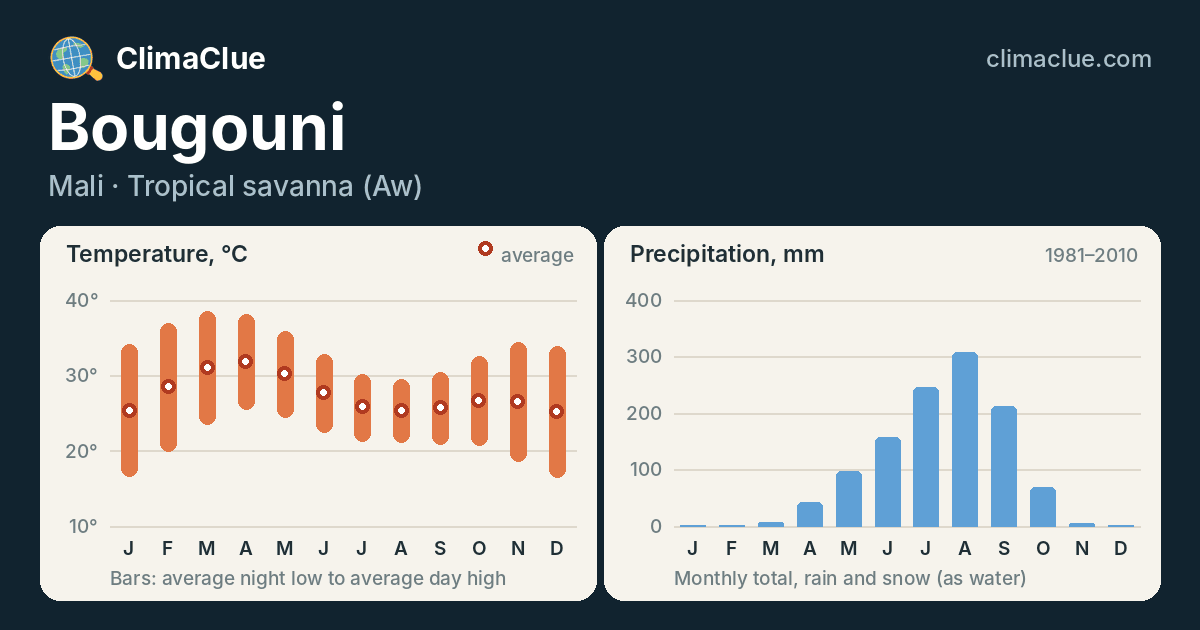 ClimaClue
climaclue.com
Bougouni
Mali · Tropical savanna (Aw)
Temperature, °C
average
40°
30°
20°
10°
J F M A M J J A S O N D
Bars: average night low to average day high
Precipitation, mm
1981–2010
400
300
200
100
0
J F M A M J J A S O N D
Monthly total, rain and snow (as water)